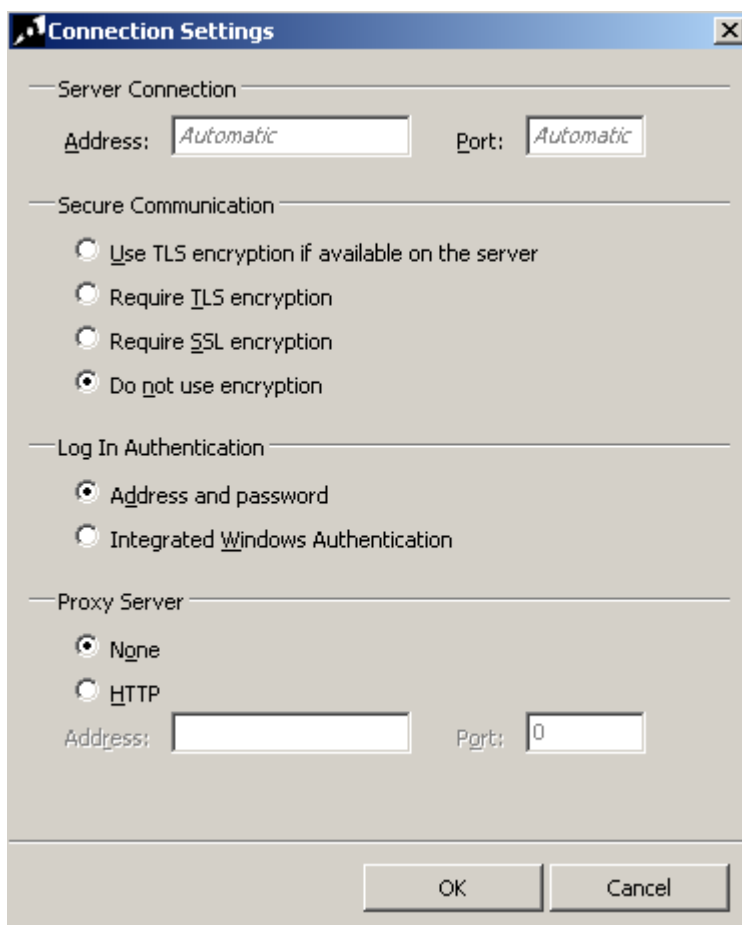 Connection Settings
Server Connection
Address: Automatic Port: Automatic
Secure Communication
Use TLS encryption if available on the server
Require TLS encryption
Require SSL encryption
Do not use encryption
Log In Authentication
Address and password
Integrated Windows Authentication
Proxy Server
None
HTTP
Address: Port: 0
OK Cancel